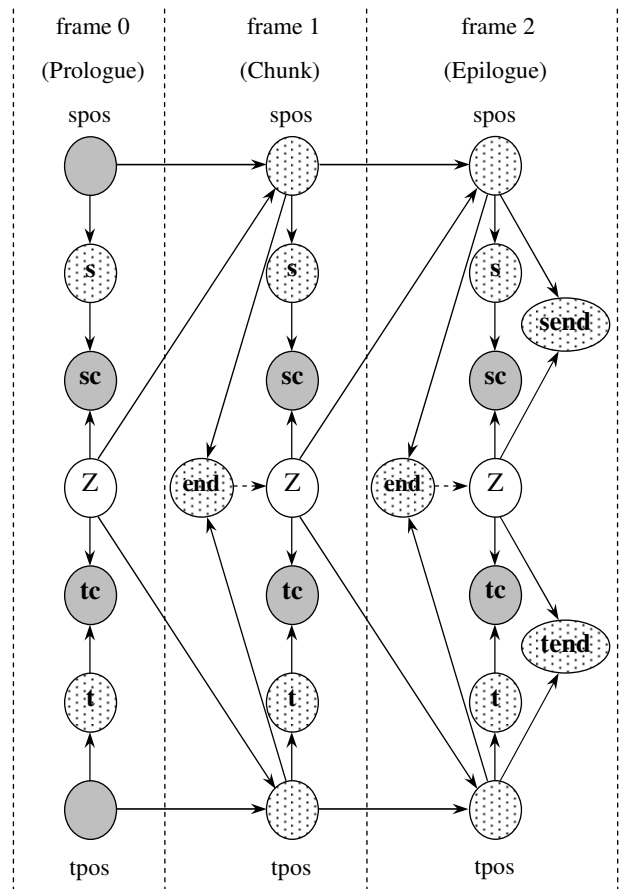 frame 0 frame 1 frame 2
(Prologue) (Chunk) (Epilogue)
spos spos spos
s s s
send
sc sc sc
Z end Z end Z
tc tc tc
tend
t t t
tpos tpos tpos